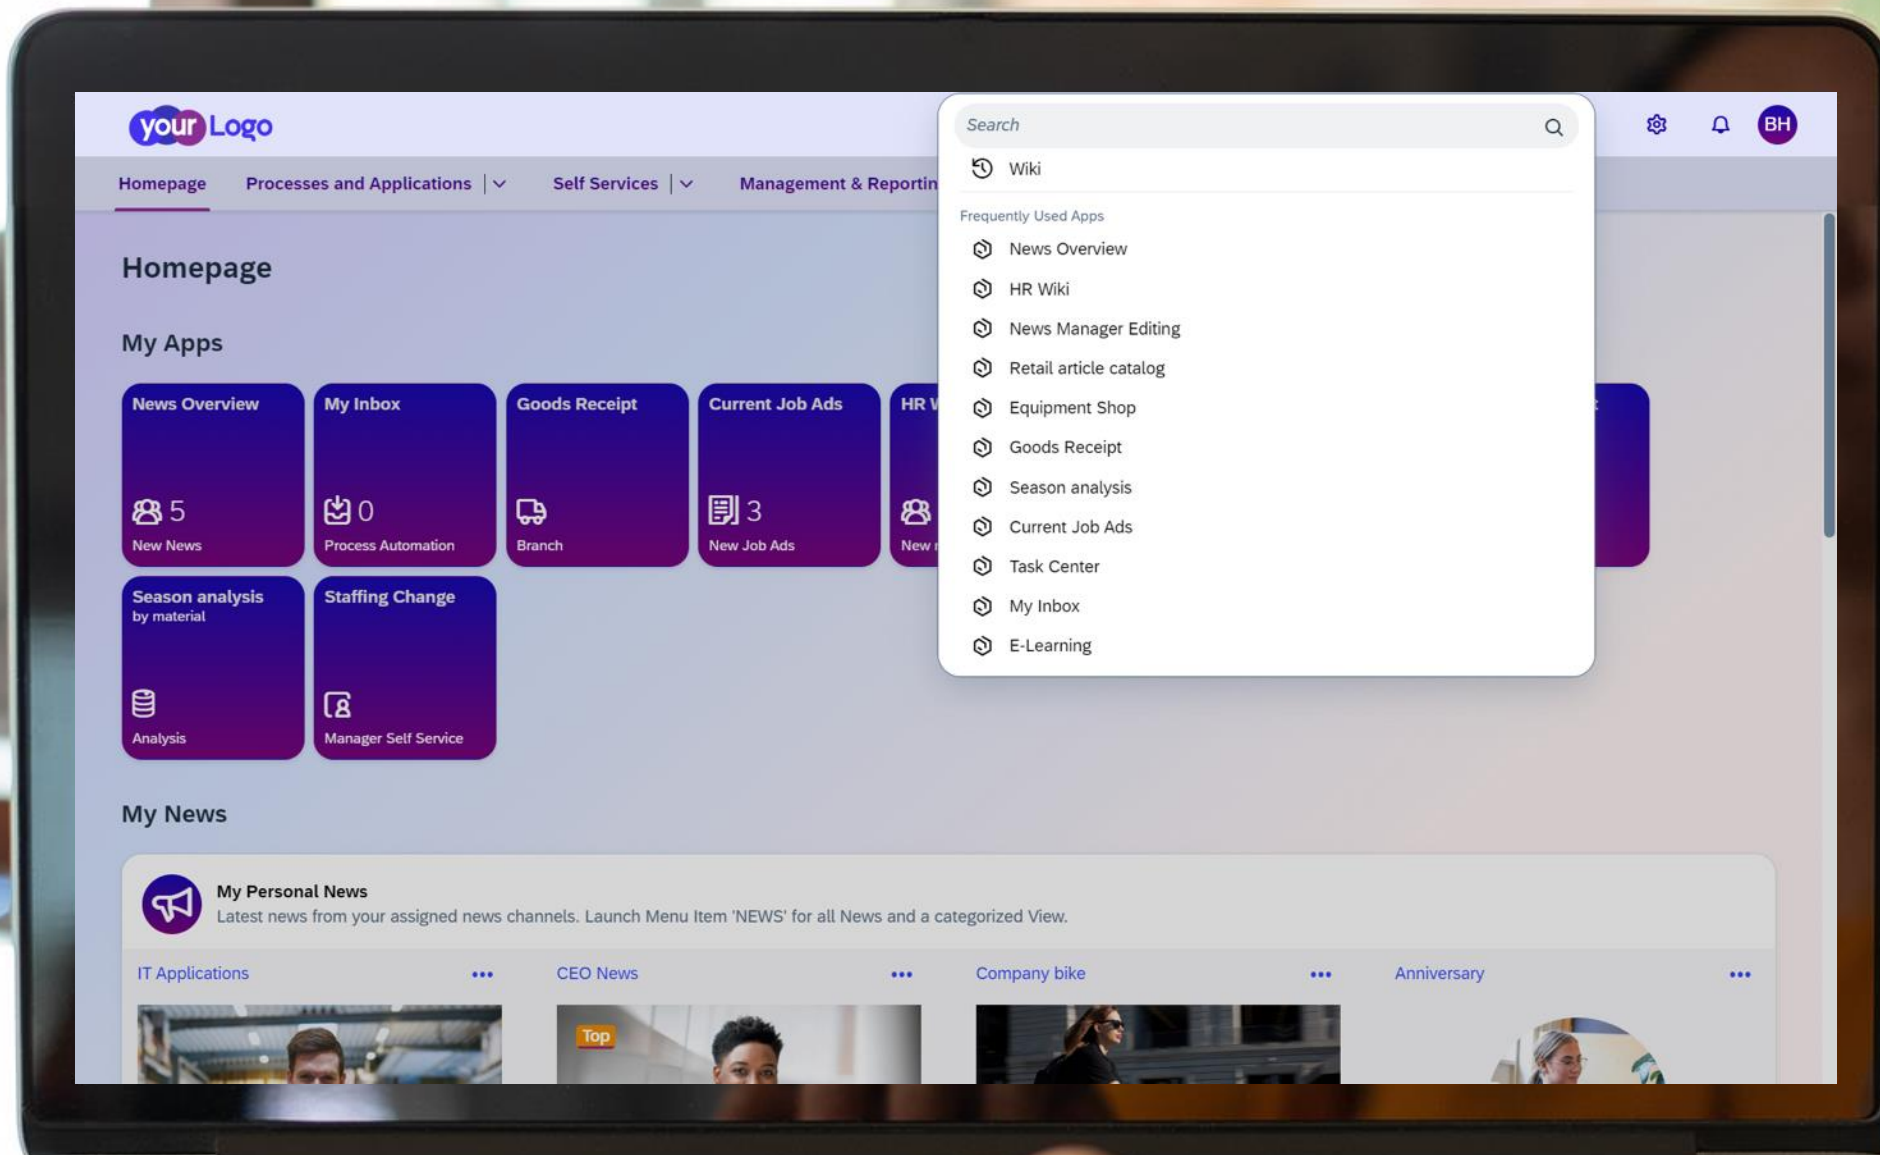 your Logo
Search
BH
Wiki
Homepage
Processes and Applications
Self Services
Management & Reportin
Frequently Used Apps
News Overview
HR Wiki
News Manager Editing
Retail article catalog
Equipment Shop
Goods Receipt
Season analysis
Current Job Ads
Task Center
My Inbox
E-Learning
Homepage
My Apps
News Overview
5
New News
My Inbox
0
Process Automation
Goods Receipt
Branch
Current Job Ads
3
New Job Ads
HR
New
Season analysis
by material
Analysis
Staffing Change
Manager Self Service
My News
My Personal News
Latest news from your assigned news channels. Launch Menu Item 'NEWS' for all News and a categorized View.
IT Applications
CEO News
Company bike
Anniversary
Top